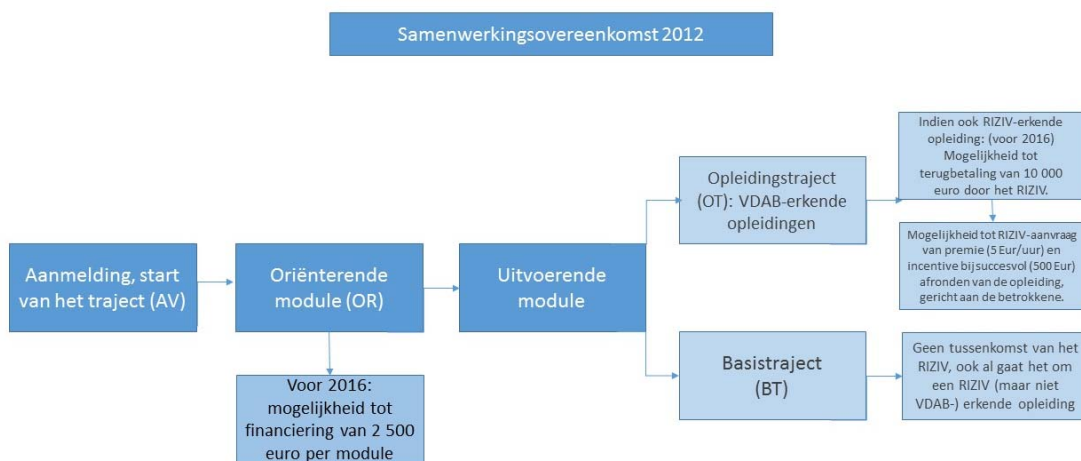 Samenwerkingsovereenkomst 2012
Aanmelding, start
van het traject (AV)
Oriënterende
module (OR)
Voor 2016:
mogelijkheid tot
financiering van 2 500
euro per module
Uitvoerende
module
Opleidingstraject
(OT): VDAB-erkende
opleidingen
Indien ook RIZIV-erkende
opleiding: (voor 2016)
Mogelijkheid tot
terugbetaling van 10 000
euro door het RIZIV.
Mogelijkheid tot RIZIV-aanvraag
van premie (5 Eur/uur) en
incentive bij succesvol (500 Eur)
afronden van de opleiding,
gericht aan de betrokkene.
Basistraject
(BT)
Geen tussenkomst van het
RIZIV, ook al gaat het om
een RIZIV (maar niet
VDAB-) erkende opleiding